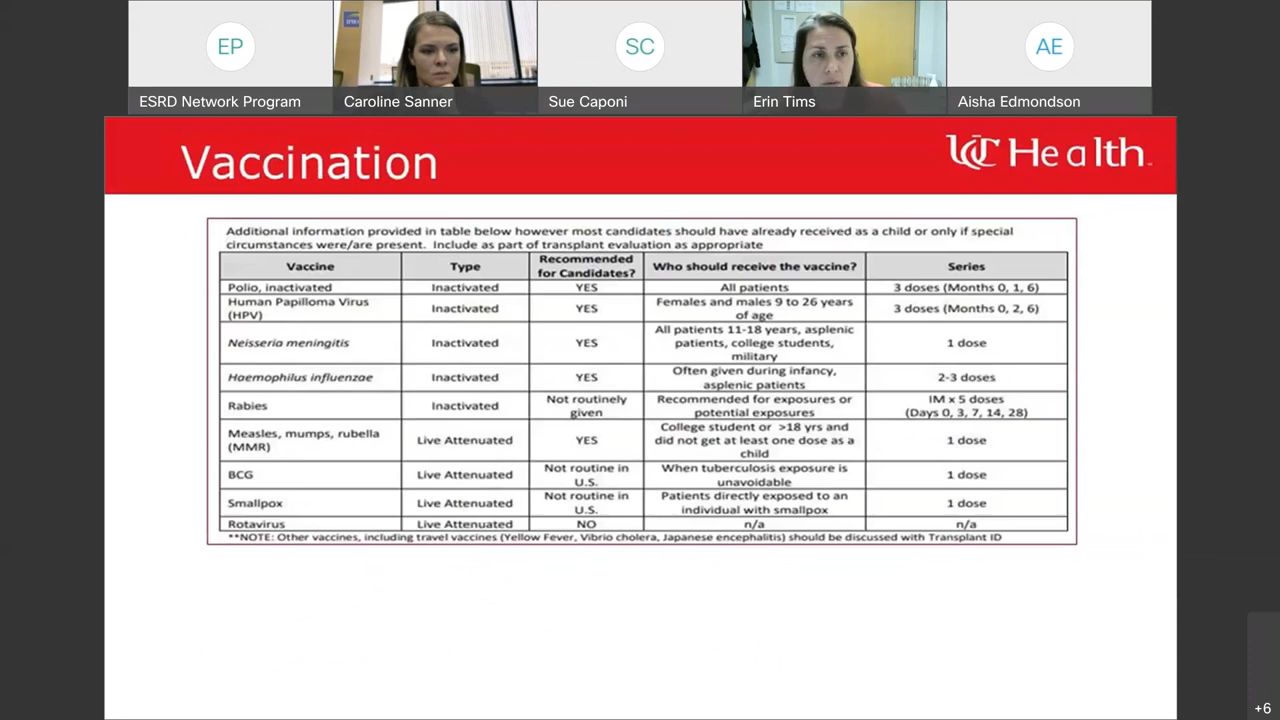 EP
SC
AE
ESRD Network Program
Caroline Sanner
Sue Caponi
Erin Tims
Aisha Edmondson
Vaccination
UC Health™
Additional information provided in table below however most candidates should have already received as a child or only if special
circumstances were/are present. Include as part of transplant evaluation as appropriate
Vaccine
Type
Recommended
for Candidates?
Who should receive the vaccine?
Series
Polio, inactivated
Inactivated
YES
All patients
3 doses (Months 0, 1, 6)
Human Papilloma Virus
(HPV)
Inactivated
YES
Females and males 9 to 26 years
of age
3 doses (Months 0, 2, 6)
Neisseria meningitis
Inactivated
YES
All patients 11-18 years, asplenic
patients, college students,
military
1 dose
Haemophilus influenzae
Inactivated
YES
Often given during infancy,
asplenic patients
2-3 doses
Rabies
Inactivated
Not routinely
given
Recommended for exposures or
potential exposures
IM x 5 doses
(Days 0, 3, 7, 14, 28)
Measles, mumps, rubella
(MMR)
Live Attenuated
YES
College student or >18 yrs and
did not get at least one dose as a
child
1 dose
BCG
Live Attenuated
Not routine in
U.S.
When tuberculosis exposure is
unavoidable
1 dose
Smallpox
Live Attenuated
Not routine in
U.S.
Patients directly exposed to an
individual with smallpox
1 dose
Rotavirus
Live Attenuated
NO
n/a
n/a
**NOTE: Other vaccines, including travel vaccines (Yellow Fever, Vibrio cholera, Japanese encephalitis) should be discussed with Transplant ID
+6